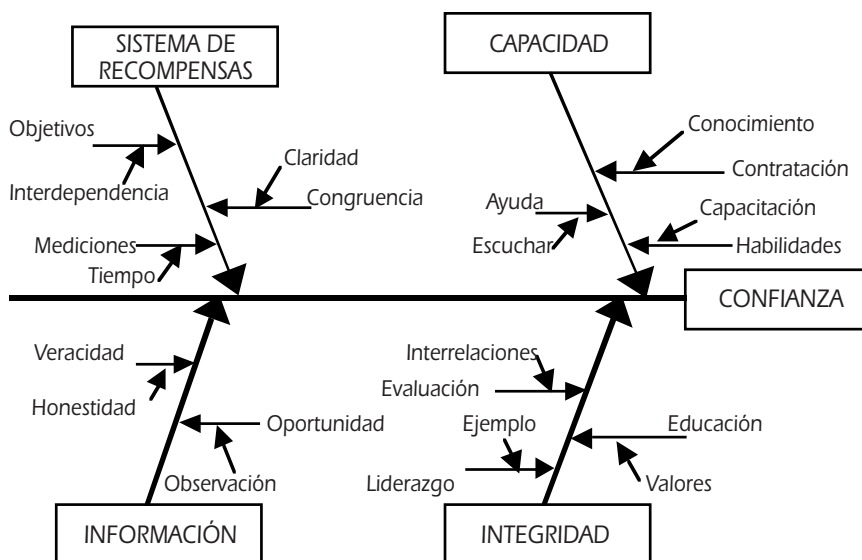 SISTEMA DE
RECOMPENSAS
CAPACIDAD
Objetivos
Interdependencia
Claridad
Congruencia
Mediciones
Tiempo
Conocimiento
Contratación
Ayuda
Escuchar
Capacitación
Habilidades
CONFIANZA
Veracidad
Honestidad
Oportunidad
Observación
Interrelaciones
Evaluación
Ejemplo
Liderazgo
Educación
Valores
INFORMACIÓN
INTEGRIDAD